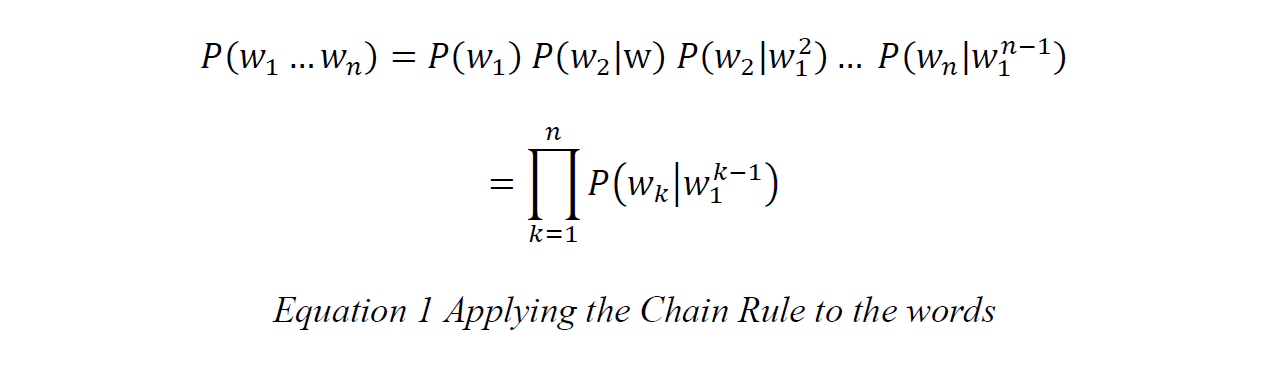 P(w₁ … wₙ) = P(w₁) P(w₂|w) P(w₂|w₁²) … P(wₙ|w₁ⁿ⁻¹)
= ∏ₖ₌₁ⁿ P(wₖ|w₁ᵏ⁻¹)
Equation 1 Applying the Chain Rule to the words